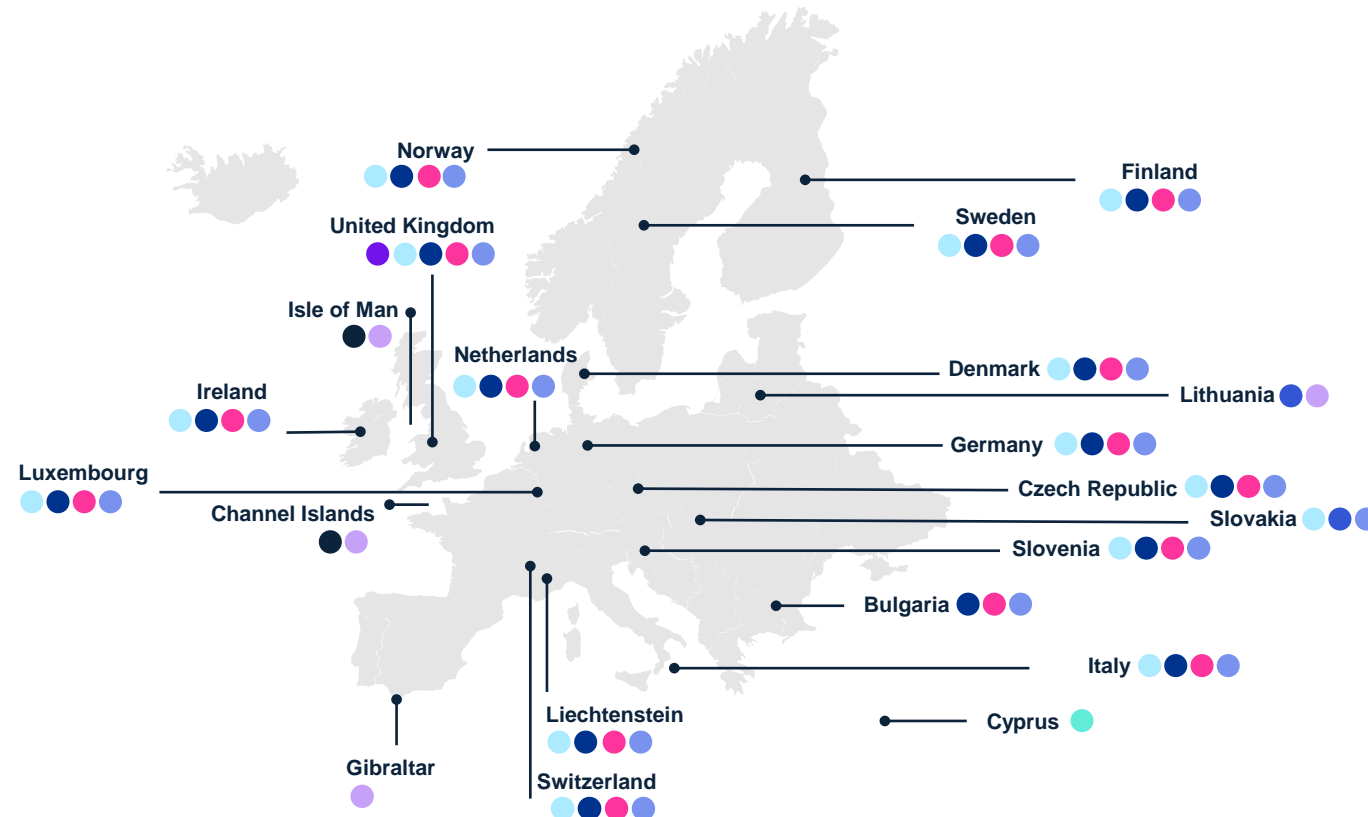 Norway
Finland
Sweden
United Kingdom
Isle of Man
Netherlands
Denmark
Ireland
Lithuania
Germany
Luxembourg
Czech Republic
Channel Islands
Slovakia
Slovenia
Bulgaria
Italy
Liechtenstein
Cyprus
Gibraltar
Switzerland